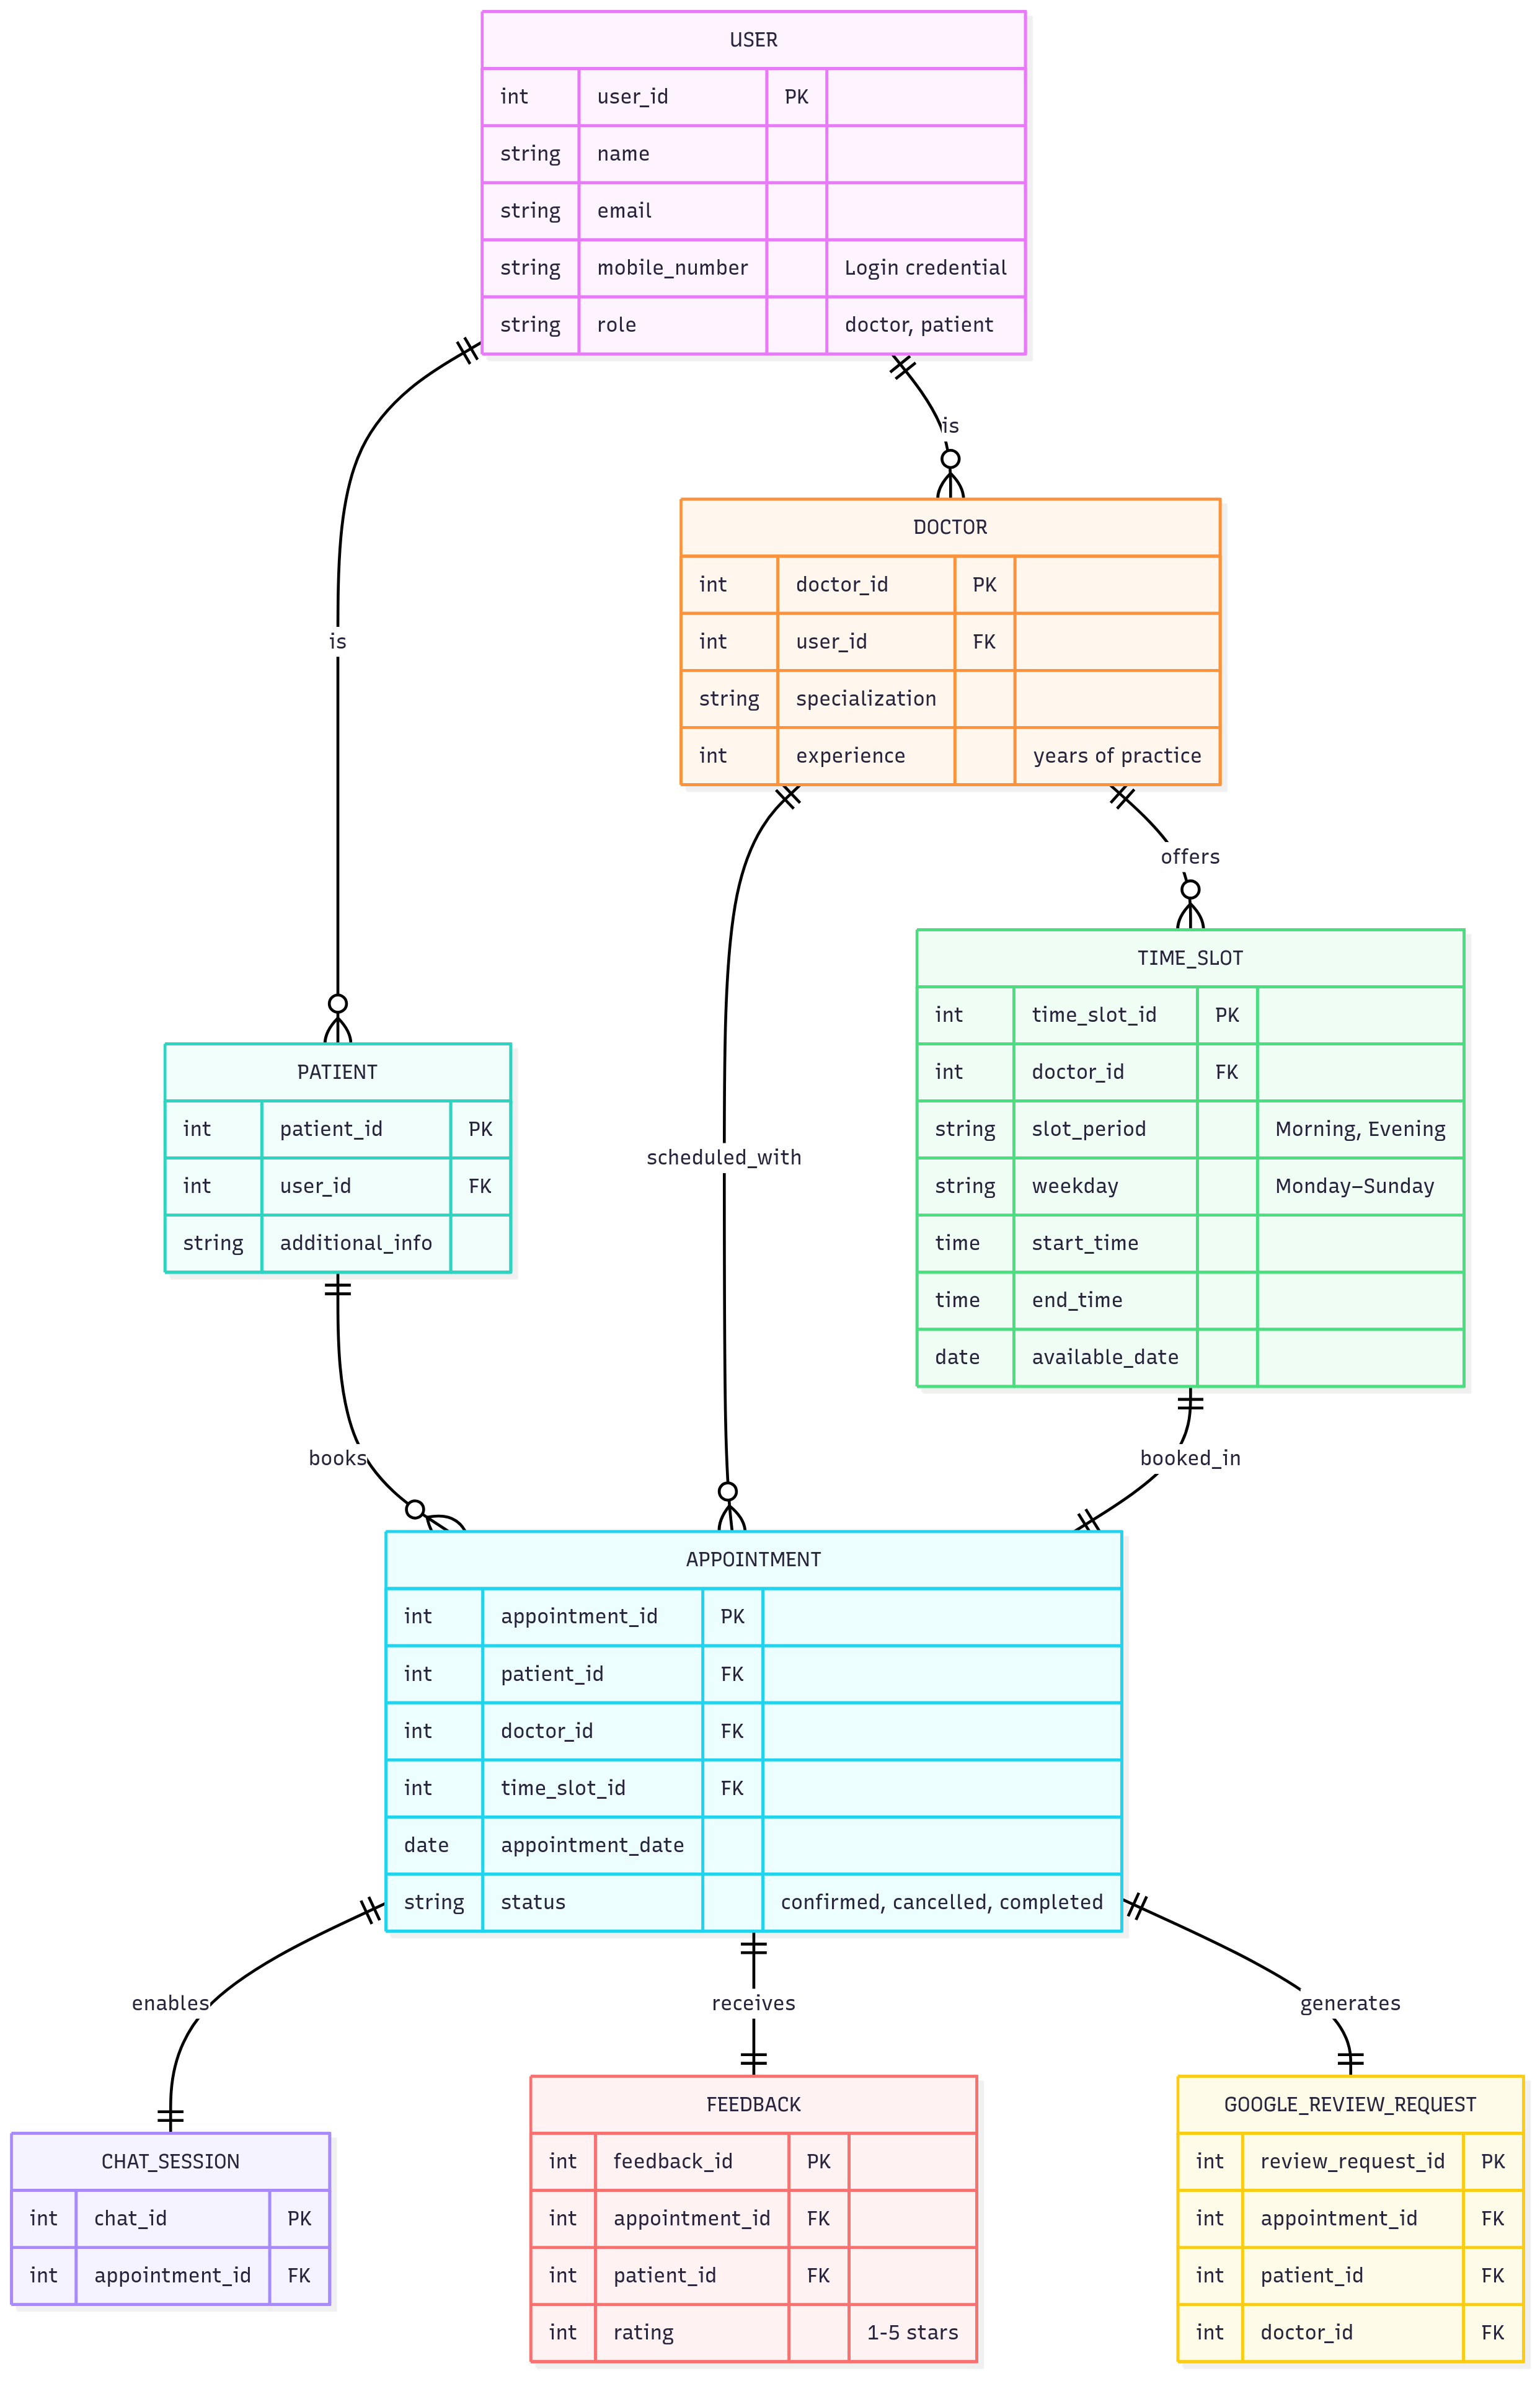 USER
int user_id PK
string name
string email
string mobile_number Login credential
string role doctor, patient
is
DOCTOR
int doctor_id PK
int user_id FK
string specialization
int experience years of practice
is
offers
TIME_SLOT
int time_slot_id PK
int doctor_id FK
string slot_period Morning, Evening
string weekday Monday–Sunday
time start_time
time end_time
date available_date
PATIENT
int patient_id PK
int user_id FK
string additional_info
scheduled_with
books
booked_in
APPOINTMENT
int appointment_id PK
int patient_id FK
int doctor_id FK
int time_slot_id FK
date appointment_date
string status confirmed, cancelled, completed
enables
receives
generates
CHAT_SESSION
int chat_id PK
int appointment_id FK
FEEDBACK
int feedback_id PK
int appointment_id FK
int patient_id FK
int rating 1-5 stars
GOOGLE_REVIEW_REQUEST
int review_request_id PK
int appointment_id FK
int patient_id FK
int doctor_id FK